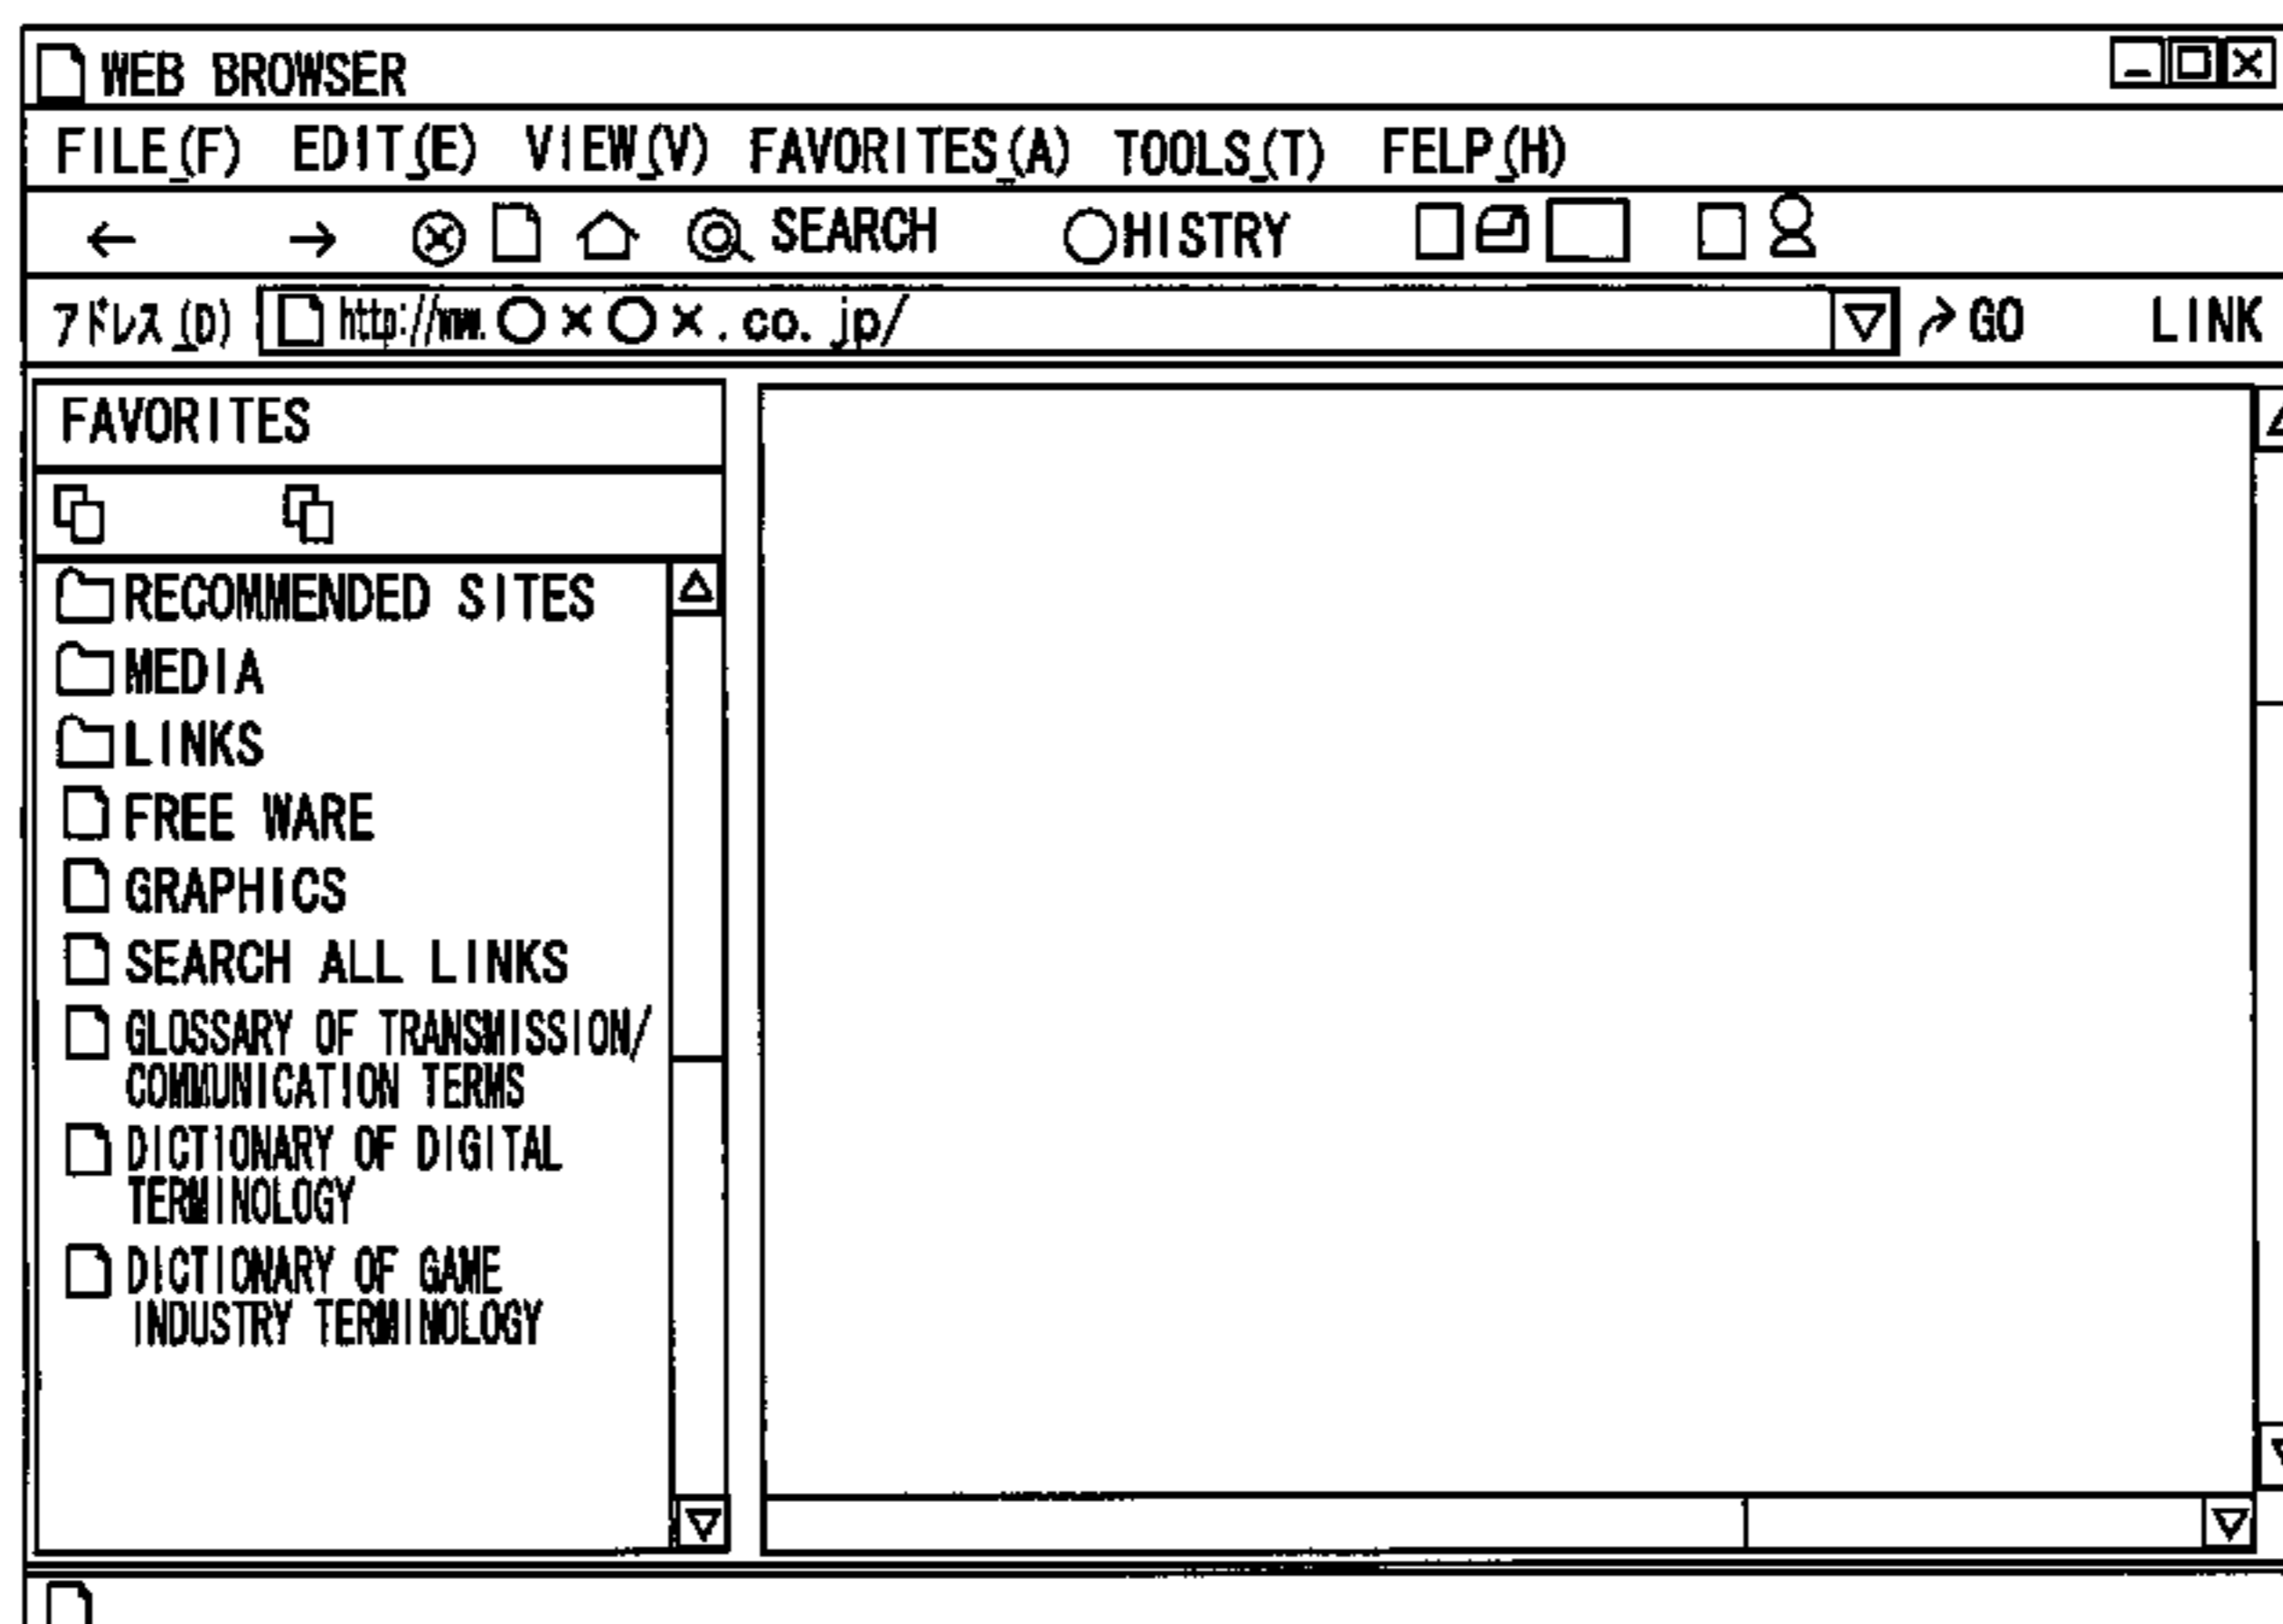 WEB BROWSER
FILE(F) EDIT(E) VIEW(V) FAVORITES(A) TOOLS(T) FELP(H)
SEARCH HISTRY
アドレス(D) http://www.○×○×.co.jp/ GO LINK
FAVORITES
RECOMMENDED SITES
MEDIA
LINKS
FREE WARE
GRAPHICS
SEARCH ALL LINKS
GLOSSARY OF TRANSMISSION/
COMMUNICATION TERMS
DICTIONARY OF DIGITAL
TERMINOLOGY
DICTIONARY OF GAME
INDUSTRY TERMINOLOGY